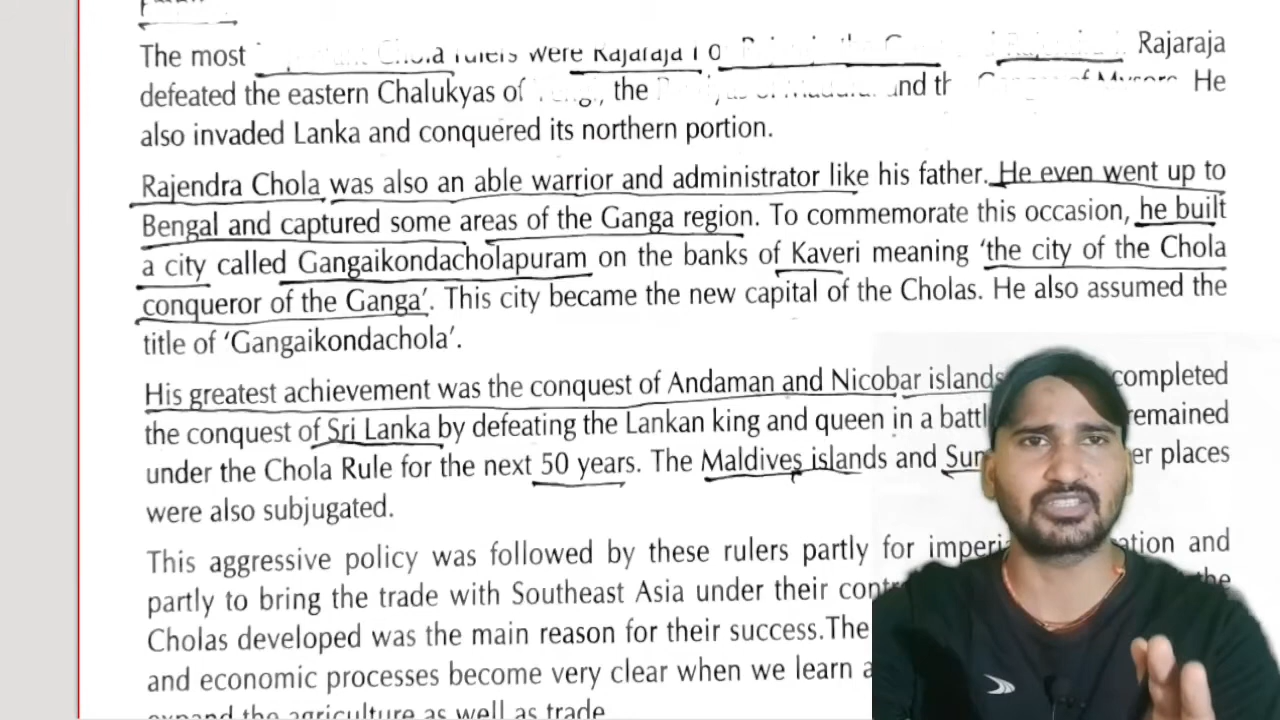 The most rulers were Rajaraja I Rajaraja
defeated the eastern Chalukyas of the and He
also invaded Lanka and conquered its northern portion.
Rajendra Chola was also an able warrior and administrator like his father. He even went up to
Bengal and captured some areas of the Ganga region. To commemorate this occasion, he built
a city called Gangaikondacholapuram on the banks of Kaveri meaning 'the city of the Chola
conqueror of the Ganga'. This city became the new capital of the Cholas. He also assumed the
title of 'Gangaikondachola'.
His greatest achievement was the conquest of Andaman and Nicobar islands completed
the conquest of Sri Lanka by defeating the Lankan king and queen in a remained
under the Chola Rule for the next 50 years. The Maldives islands and places
were also subjugated.
This aggressive policy was followed by these rulers partly for and
partly to bring the trade with Southeast Asia under their the
Cholas developed was the main reason for their success. The
and economic processes become very clear when we learn
expand the agriculture as well as trade